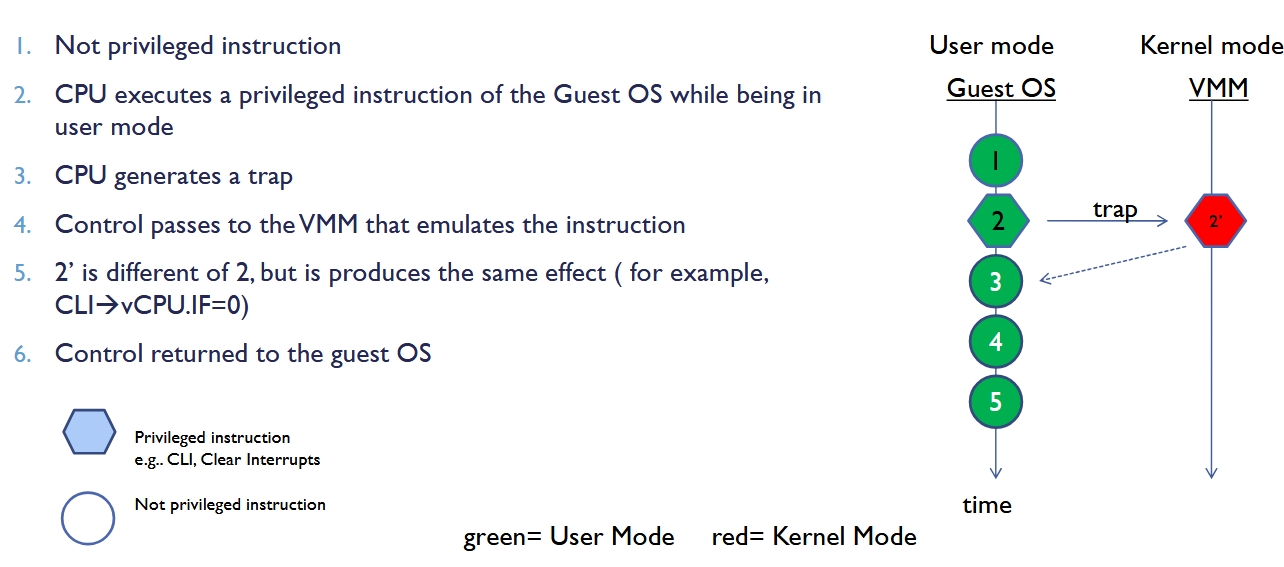 1. Not privileged instruction
2. CPU executes a privileged instruction of the Guest OS while being in
user mode
3. CPU generates a trap
4. Control passes to the VMM that emulates the instruction
5. 2’ is different of 2, but is produces the same effect ( for example,
CLI→vCPU.IF=0)
6. Control returned to the guest OS
Privileged instruction
e.g.. CLI, Clear Interrupts
Not privileged instruction
green= User Mode red= Kernel Mode
User mode Kernel mode
Guest OS VMM
1
2 trap 2’
3
4
5
time